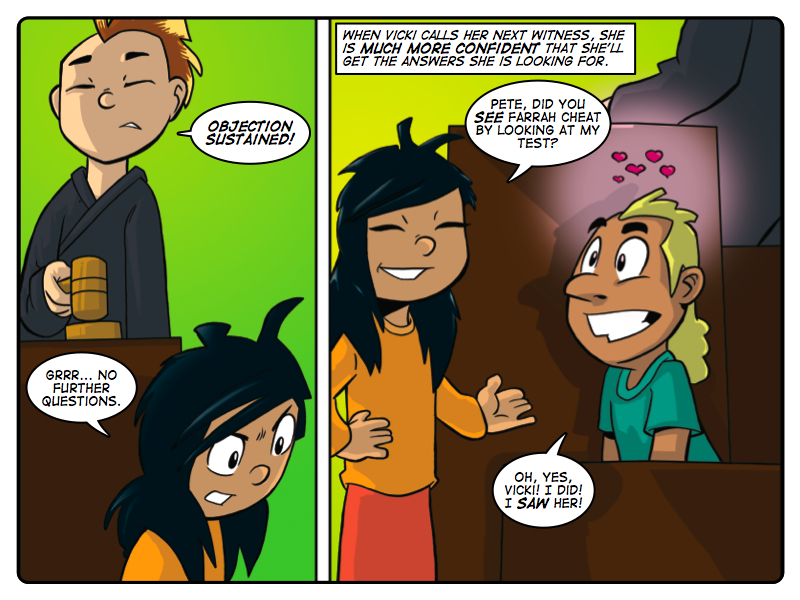 OBJECTION
SUSTAINED!
GRRR... NO
FURTHER
QUESTIONS.
WHEN VICKI CALLS HER NEXT WITNESS, SHE
IS MUCH MORE CONFIDENT THAT SHE'LL
GET THE ANSWERS SHE IS LOOKING FOR.
PETE, DID YOU
SEE FARRAH CHEAT
BY LOOKING AT MY
TEST?
OH, YES,
VICKI! I DID!
I SAW HER!